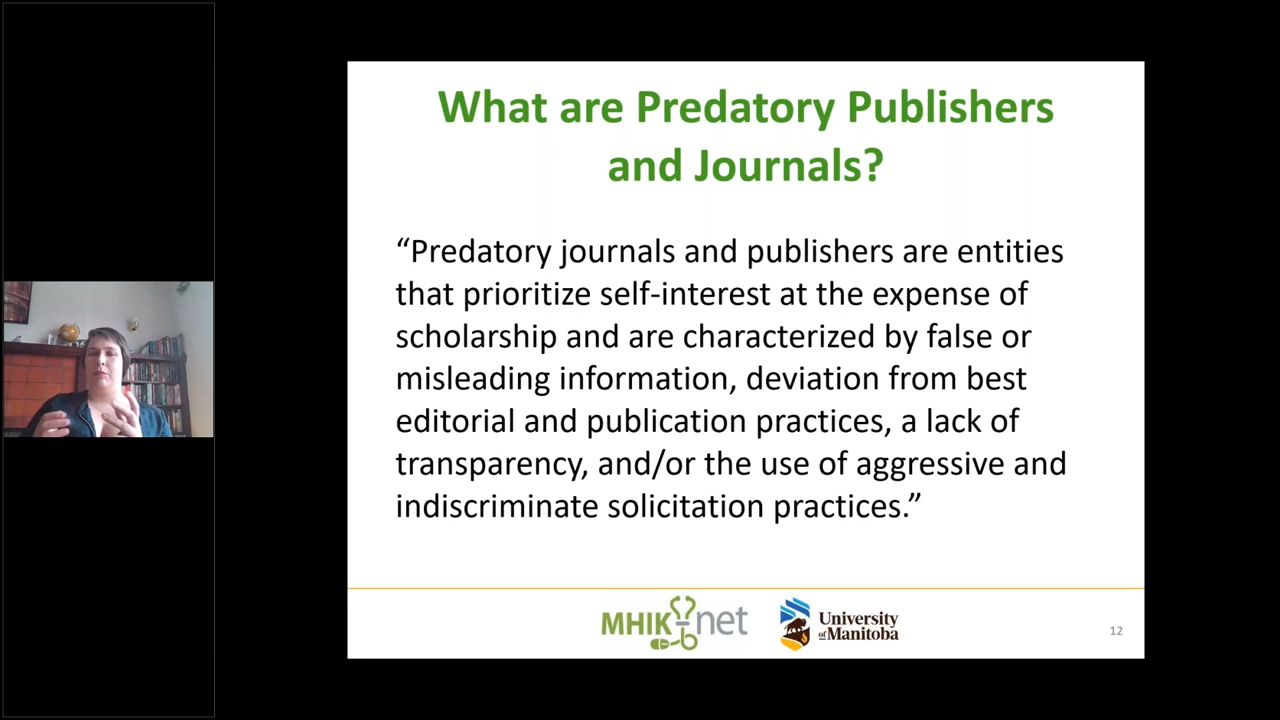 What are Predatory Publishers
and Journals?
“Predatory journals and publishers are entities
that prioritize self-interest at the expense of
scholarship and are characterized by false or
misleading information, deviation from best
editorial and publication practices, a lack of
transparency, and/or the use of aggressive and
indiscriminate solicitation practices.”
MHIKnet
University
of Manitoba
12